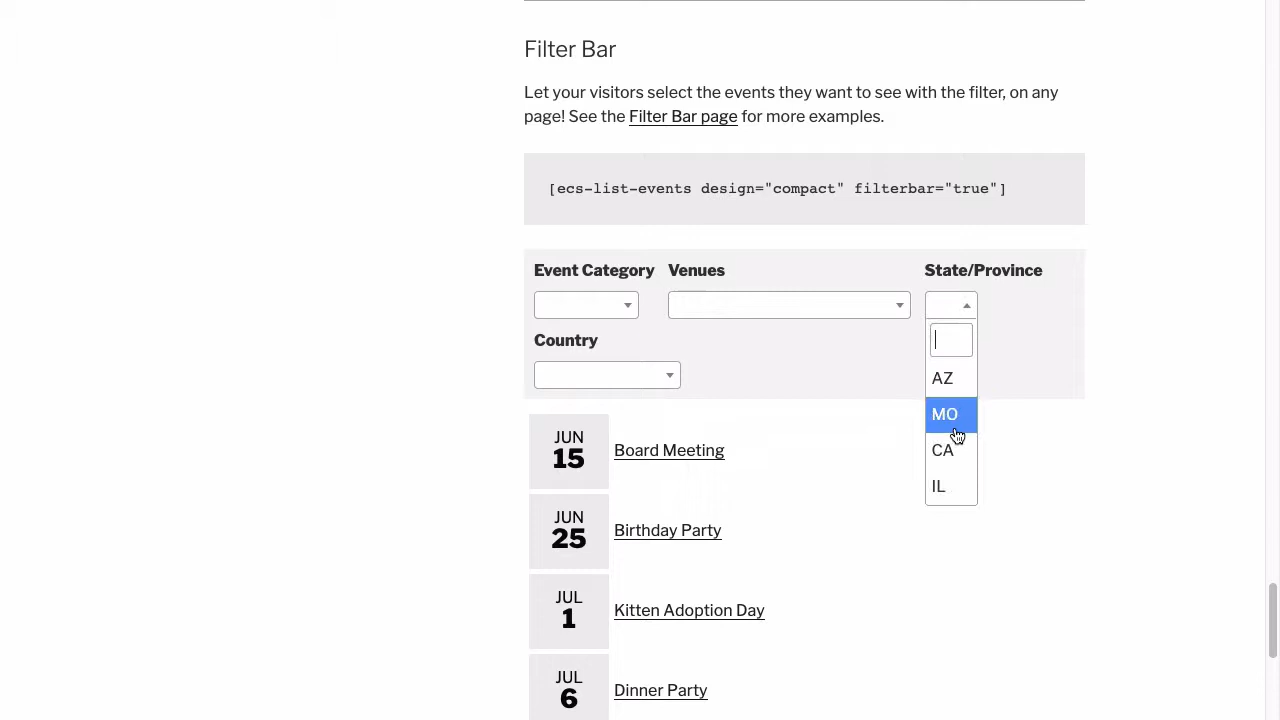 Filter Bar
Let your visitors select the events they want to see with the filter, on any
page! See the Filter Bar page for more examples.
[ecs-list-events design="compact" filterbar="true"]
Event Category Venues State/Province
Country
AZ
MO
CA
IL
JUN
15
Board Meeting
JUN
25
Birthday Party
JUL
1
Kitten Adoption Day
JUL
6
Dinner Party